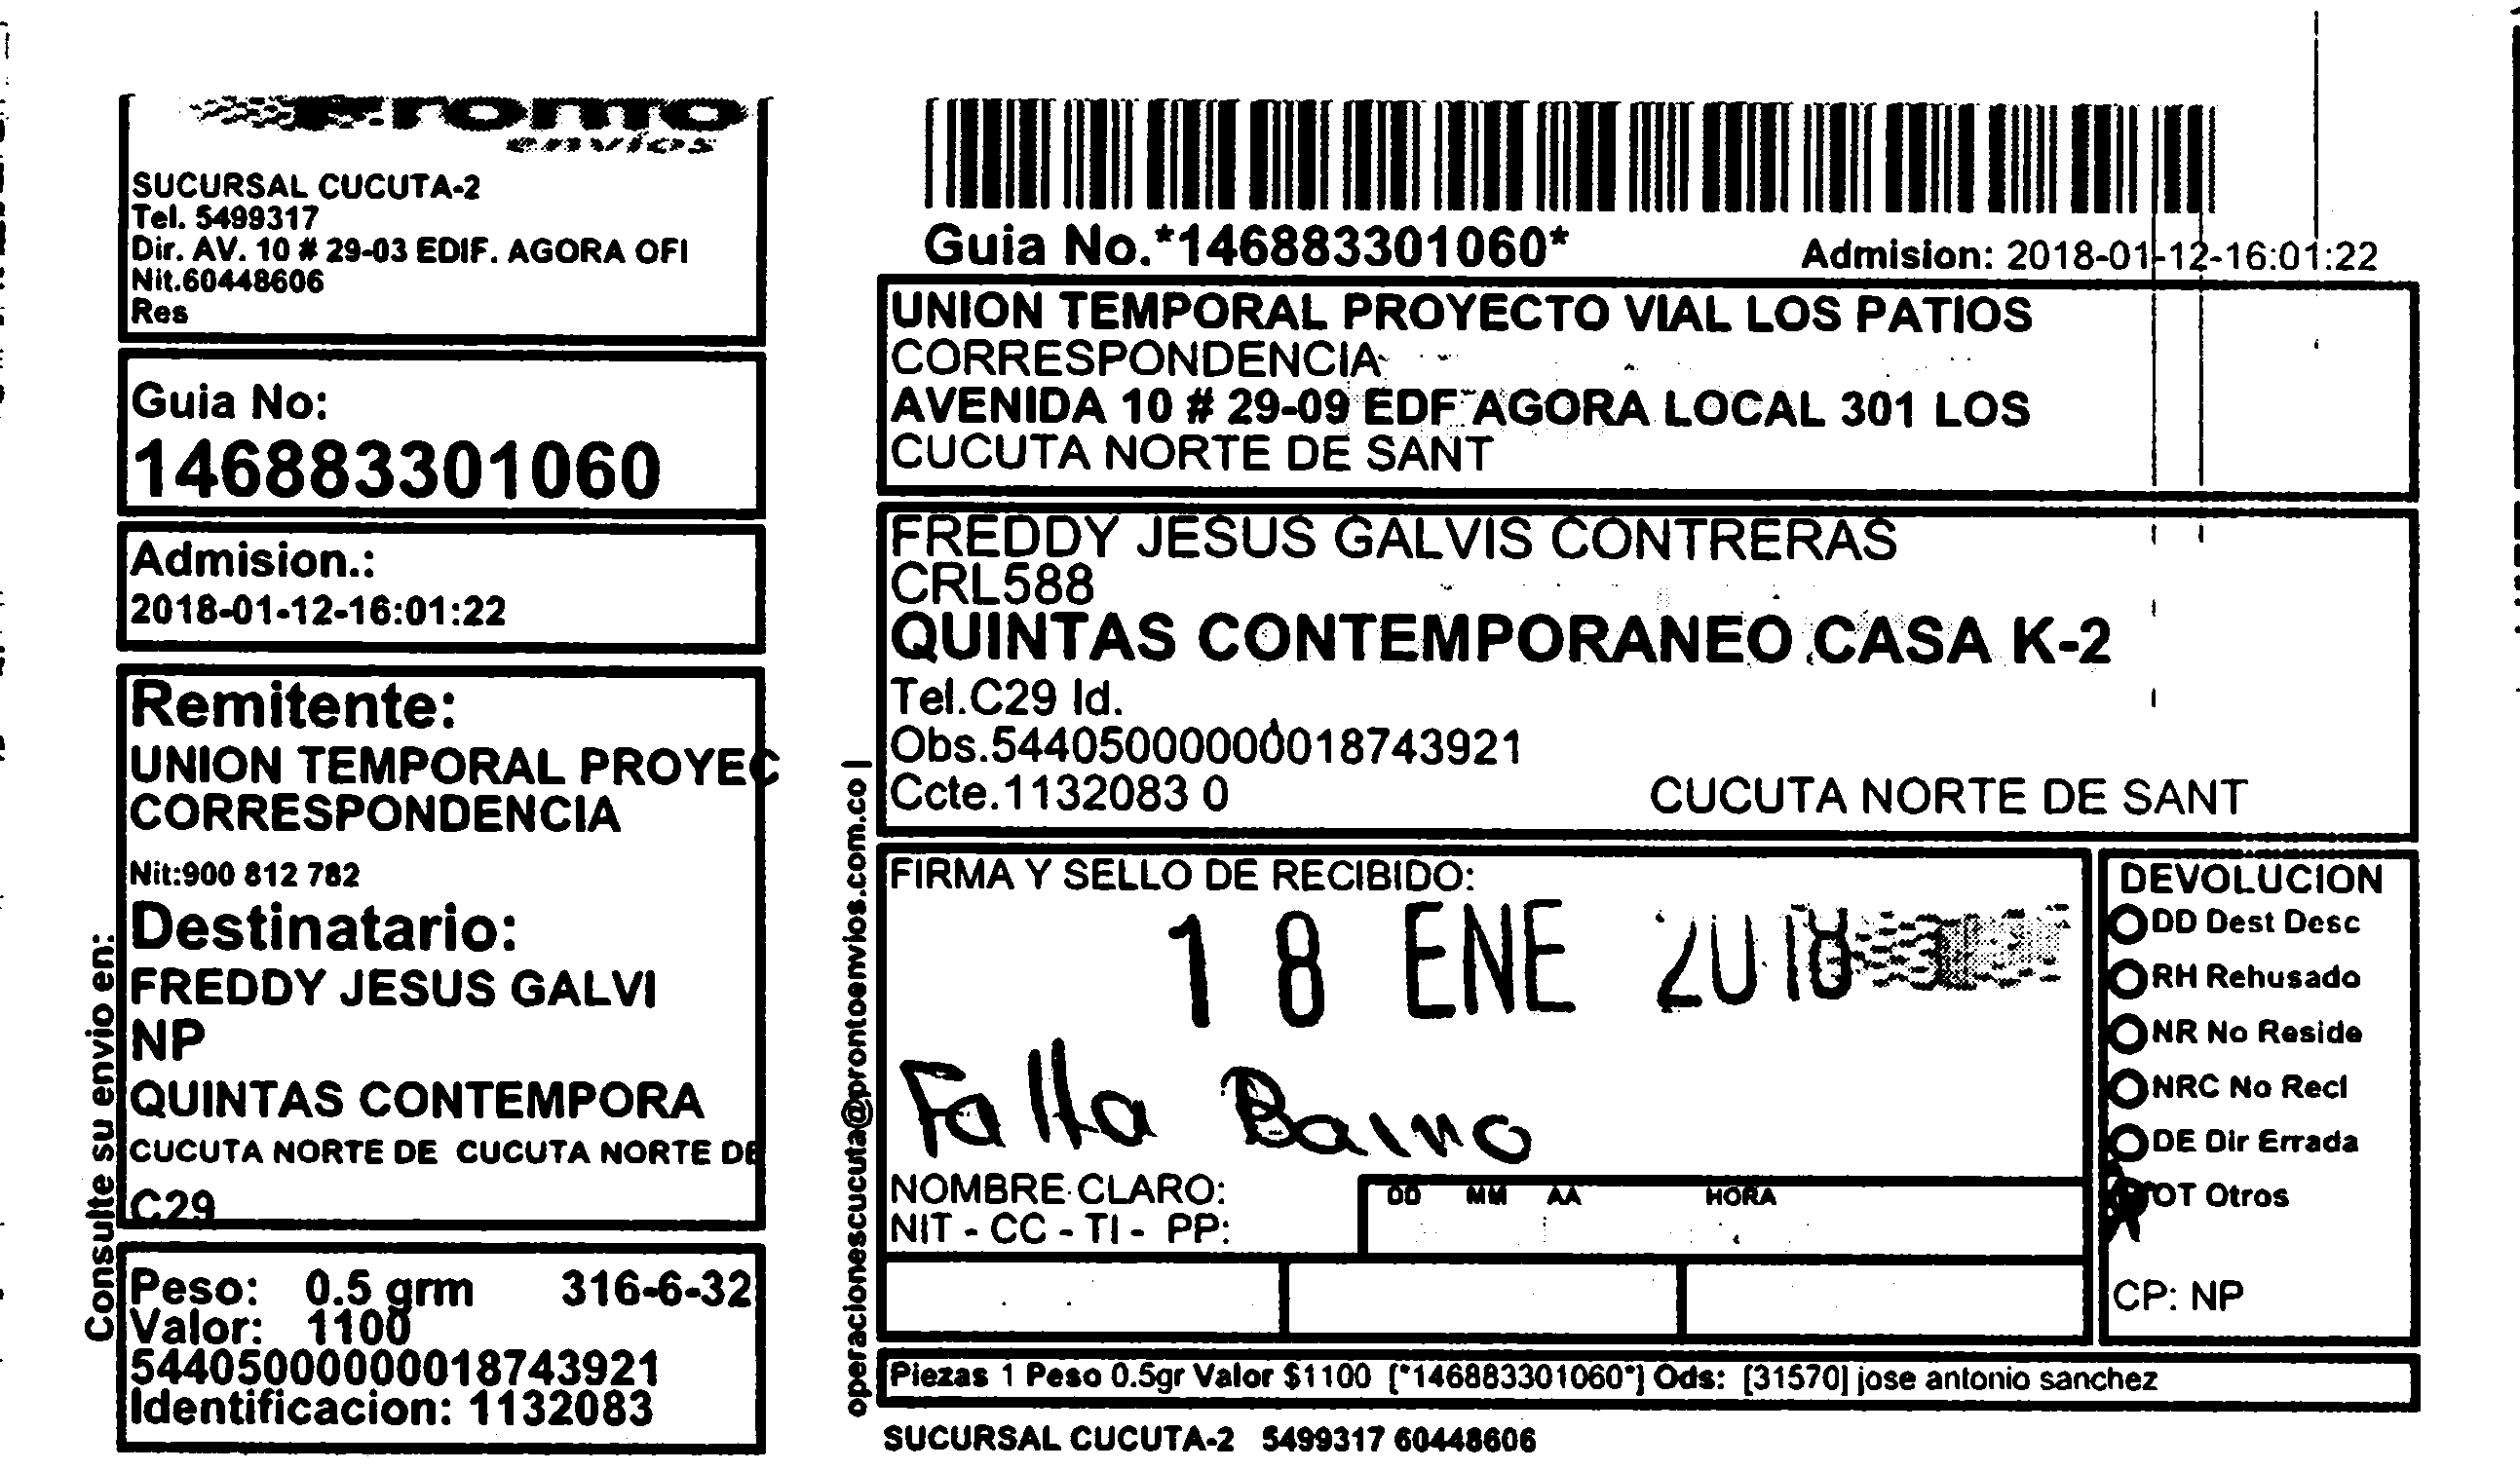 Pronto
envios
SUCURSAL CUCUTA-2
Tel. 5499317
Dir. AV. 10 # 29-03 EDIF. AGORA OFI
Nit.60448606
Res
Guia No:
146883301060
Admision.:
2018-01-12-16:01:22
Remitente:
UNION TEMPORAL PROYEC
CORRESPONDENCIA
Nit:900 812 782
Destinatario:
FREDDY JESUS GALVI
NP
QUINTAS CONTEMPORA
CUCUTA NORTE DE CUCUTA NORTE DE
C29
Peso: 0.5 grm 316-6-32
Valor: 1100
544050000000018743921
Identificacion: 1132083
Consulte su envio en:
operacionescucuta@prontoenvios.com.co |
Guia No.*146883301060*
Admision: 2018-01-12-16:01:22
UNION TEMPORAL PROYECTO VIAL LOS PATIOS
CORRESPONDENCIA
AVENIDA 10 # 29-09 EDF AGORA LOCAL 301 LOS
CUCUTA NORTE DE SANT
FREDDY JESUS GALVIS CONTRERAS
CRL588
QUINTAS CONTEMPORANEO CASA K-2
Tel.C29 Id.
Obs.544050000000018743921
Ccte.1132083 0 CUCUTA NORTE DE SANT
FIRMA Y SELLO DE RECIBIDO:
18 ENE 2018
Falta
NOMBRE CLARO:
NIT - CC - TI - PP:
DD MM AA HORA
DEVOLUCION
DD Dest Desc
RH Rehusado
NR No Reside
NRC No Recl
DE Dir Errada
OT Otros
CP: NP
Piezas 1 Peso 0.5gr Valor $1100 [*146883301060*] Ods: [31570] jose antonio sanchez
SUCURSAL CUCUTA-2 5499317 60448606